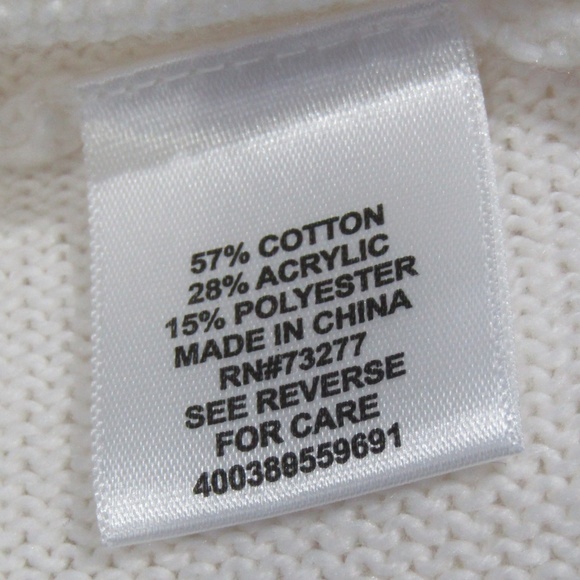 57% COTTON
28% ACRYLIC
15% POLYESTER
MADE IN CHINA
RN#73277
SEE REVERSE
FOR CARE
400389559691